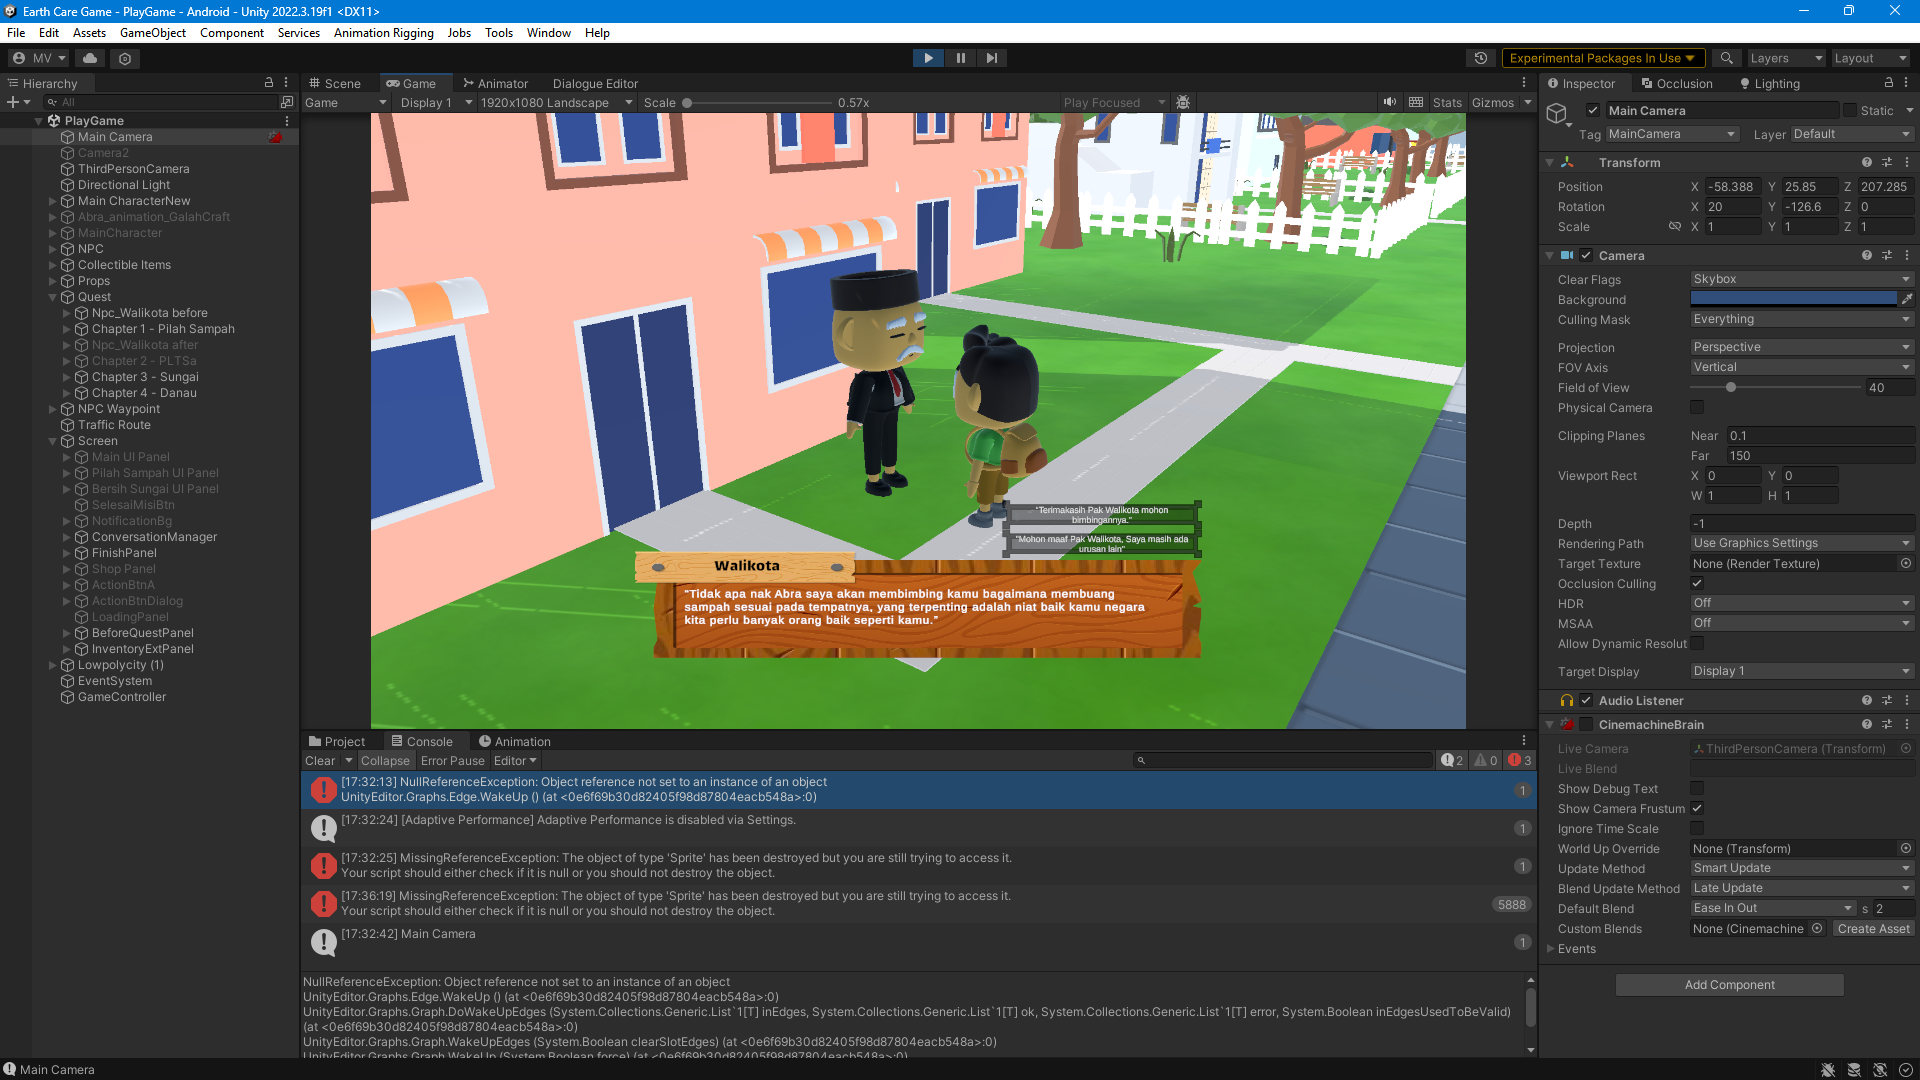 Earth Care Game - PlayGame - Android - Unity 2022.3.19f1 <DX11>
File Edit Assets GameObject Component Services Animation Rigging Jobs Tools Window Help
MV
Experimental Packages In Use
Layers
Layout
Hierarchy
All
PlayGame
Main Camera
Camera2
ThirdPersonCamera
Directional Light
Main CharacterNew
Abra_animation_GalahCraft
MainCharacter
NPC
Collectible Items
Props
Quest
Npc_Walikota before
Chapter 1 - Pilah Sampah
Npc_Walikota after
Chapter 2 - PLTSa
Chapter 3 - Sungai
Chapter 4 - Danau
NPC Waypoint
Traffic Route
Screen
Main UI Panel
Pilah Sampah UI Panel
Bersih Sungai UI Panel
SelesaiMisiBtn
NotificationBg
ConversationManager
FinishPanel
Shop Panel
ActionBtnA
ActionBtnDialog
LoadingPanel
BeforeQuestPanel
InventoryExtPanel
Lowpolycity (1)
EventSystem
GameController
Scene Game Animator Dialogue Editor
Game Display 1 1920x1080 Landscape Scale 0.57x Play Focused Stats Gizmos
"Terimakasih Pak Walikota mohon
bimbingannya."
"Mohon maaf Pak Walikota, Saya masih ada
urusan lain"
Walikota
"Tidak apa nak Abra saya akan membimbing kamu bagaimana membuang
sampah sesuai pada tempatnya, yang terpenting adalah niat baik kamu negara
kita perlu banyak orang baik seperti kamu."
Project Console Animation
Clear Collapse Error Pause Editor 2 0 3
[17:32:13] NullReferenceException: Object reference not set to an instance of an object
UnityEditor.Graphs.Edge.WakeUp () (at <0e6f69b30d82405f98d87804eacb548a>:0)
1
[17:32:24] [Adaptive Performance] Adaptive Performance is disabled via Settings.
1
[17:32:25] MissingReferenceException: The object of type 'Sprite' has been destroyed but you are still trying to access it.
Your script should either check if it is null or you should not destroy the object.
1
[17:36:19] MissingReferenceException: The object of type 'Sprite' has been destroyed but you are still trying to access it.
Your script should either check if it is null or you should not destroy the object.
5888
[17:32:42] Main Camera
1
NullReferenceException: Object reference not set to an instance of an object
UnityEditor.Graphs.Edge.WakeUp () (at <0e6f69b30d82405f98d87804eacb548a>:0)
UnityEditor.Graphs.Graph.DoWakeUpEdges (System.Collections.Generic.List`1[T] inEdges, System.Collections.Generic.List`1[T] ok, System.Collections.Generic.List`1[T] error, System.Boolean inEdgesUsedToBeValid)
(at <0e6f69b30d82405f98d87804eacb548a>:0)
UnityEditor.Graphs.Graph.WakeUpEdges (System.Boolean clearSlotEdges) (at <0e6f69b30d82405f98d87804eacb548a>:0)
UnityEditor.Graphs.Graph.WakeUp (System.Boolean force) (at <0e6f69b30d82405f98d87804eacb548a>:0)
Inspector Occlusion Lighting
Main Camera Static
Tag MainCamera Layer Default
Transform
Position X -58.388 Y 25.85 Z 207.285
Rotation X 20 Y -126.6 Z 0
Scale X 1 Y 1 Z 1
Camera
Clear Flags Skybox
Background
Culling Mask Everything
Projection Perspective
FOV Axis Vertical
Field of View 40
Physical Camera
Clipping Planes Near 0.1
Far 150
Viewport Rect X 0 Y 0
W 1 H 1
Depth -1
Rendering Path Use Graphics Settings
Target Texture None (Render Texture)
Occlusion Culling
HDR Off
MSAA Off
Allow Dynamic Resolut
Target Display Display 1
Audio Listener
CinemachineBrain
Live Camera ThirdPersonCamera (Transform)
Live Blend
Show Debug Text
Show Camera Frustum
Ignore Time Scale
World Up Override None (Transform)
Update Method Smart Update
Blend Update Method Late Update
Default Blend Ease In Out s 2
Custom Blends None (Cinemachine Create Asset
Events
Add Component
Main Camera